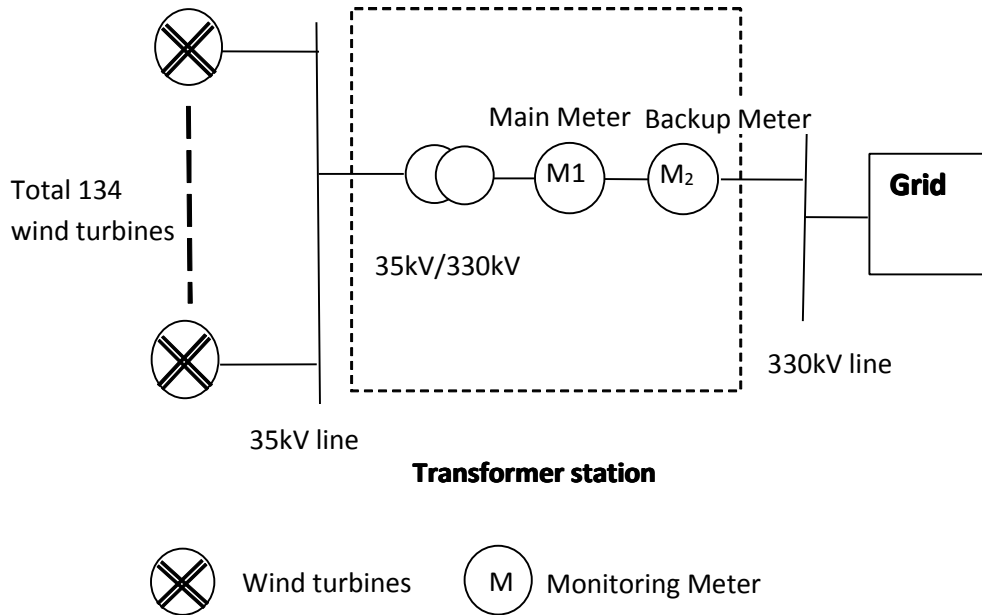 Main Meter
Backup Meter
Total 134
wind turbines
M1
M2
Grid
35kV/330kV
330kV line
35kV line
Transformer station
Wind turbines
M
Monitoring Meter